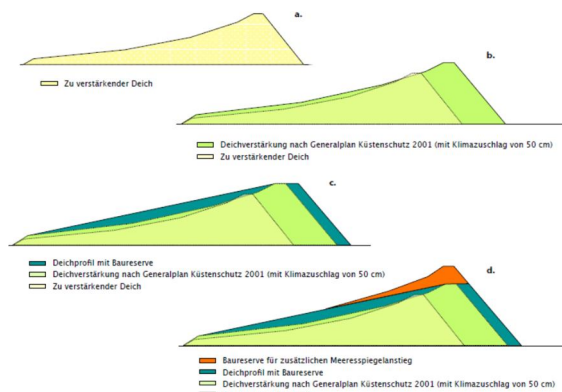 a.
Zu verstärkender Deich
b.
Deichverstärkung nach Generalplan Küstenschutz 2001 (mit Klimazuschlag von 50 cm)
Zu verstärkender Deich
c.
Deichprofil mit Baureserve
Deichverstärkung nach Generalplan Küstenschutz 2001 (mit Klimazuschlag von 50 cm)
Zu verstärkender Deich
d.
Baureserve für zusätzlichen Meeresspiegelanstieg
Deichprofil mit Baureserve
Deichverstärkung nach Generalplan Küstenschutz 2001 (mit Klimazuschlag von 50 cm)